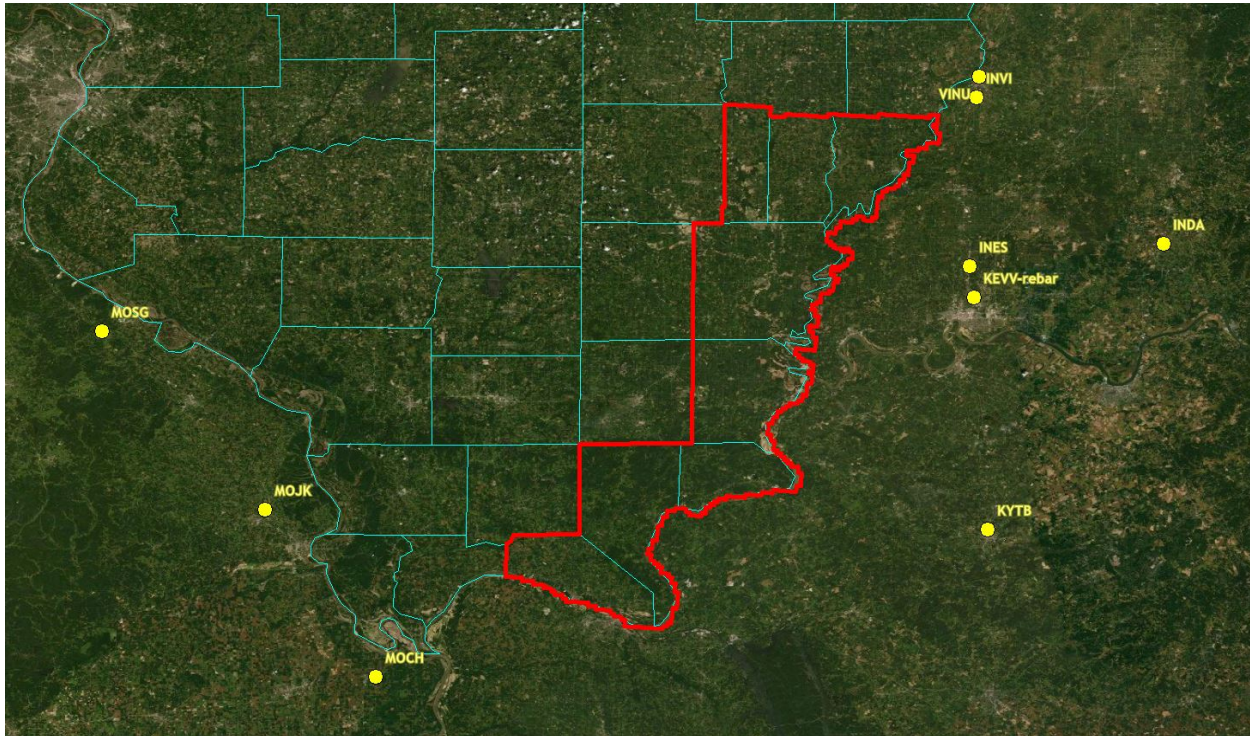 INVI
VINU
INDA
INES
KEVV-rebar
MOSG
MOJK
KYTB
MOCH